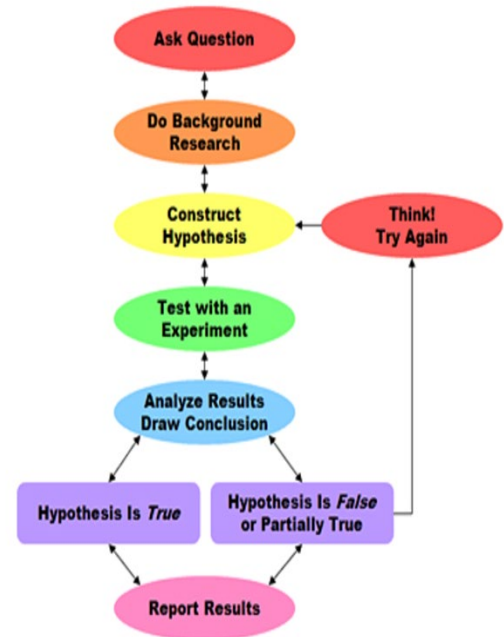 Ask Question
Do Background
Research
Construct
Hypothesis
Think!
Try Again
Test with an
Experiment
Analyze Results
Draw Conclusion
Hypothesis Is True
Hypothesis Is False
or Partially True
Report Results